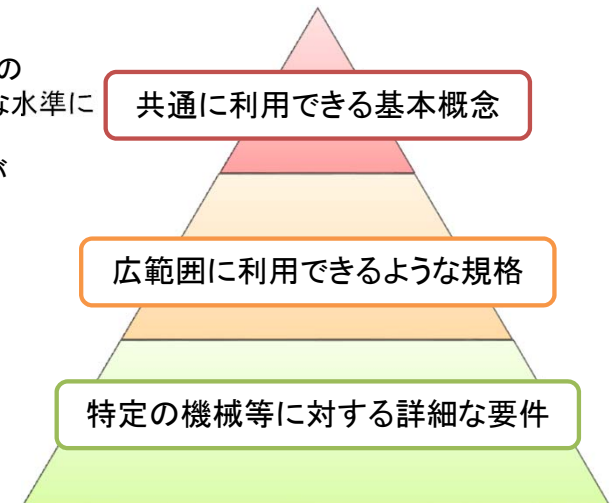 の
な水準に
共通に利用できる基本概念
が
広範囲に利用できるような規格
特定の機械等に対する詳細な要件